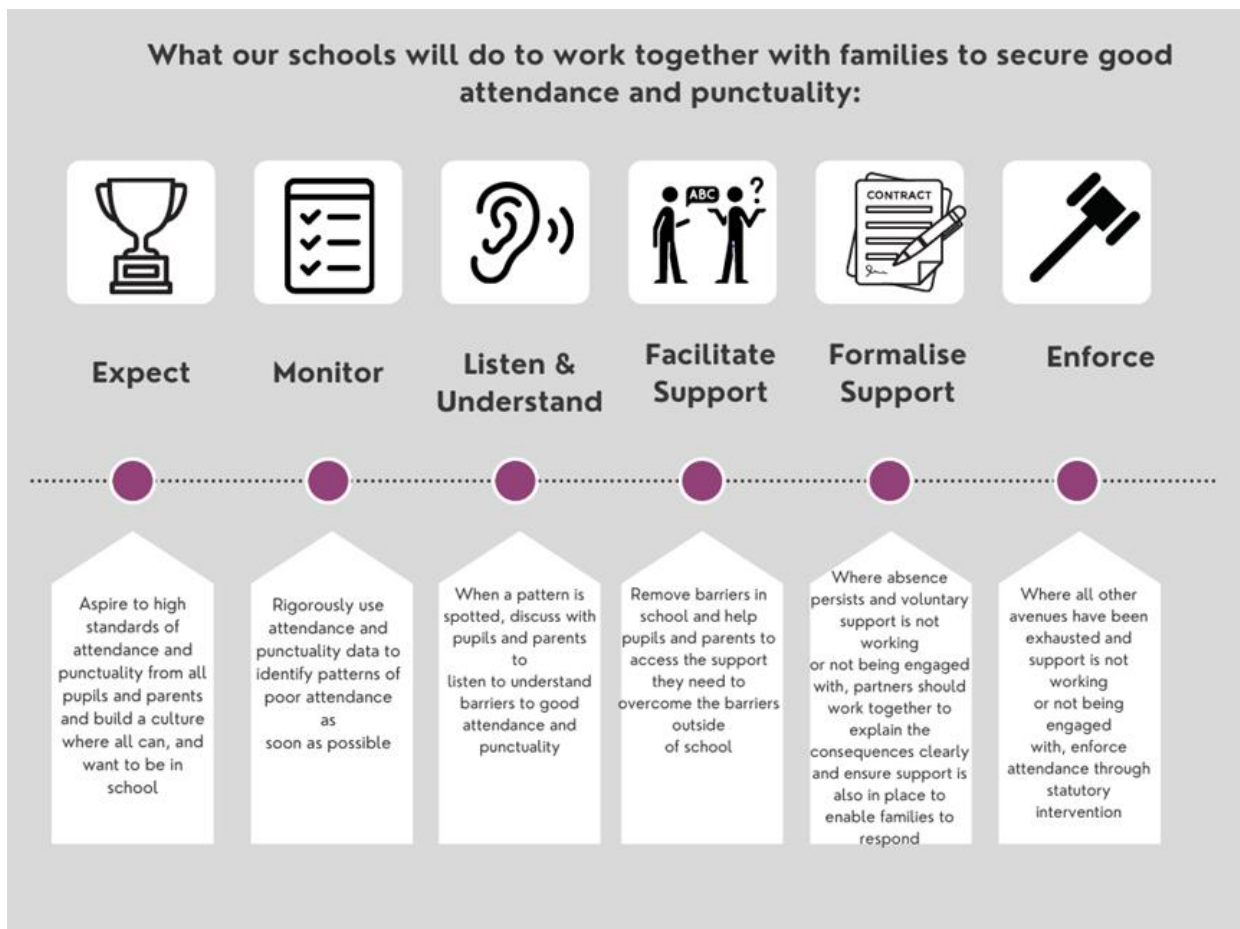 What our schools will do to work together with families to secure good
attendance and punctuality:
ABC
?
CONTRACT
Expect
Monitor
Listen &
Understand
Facilitate
Support
Formalise
Support
Enforce
Aspire to high
standards of
attendance and
punctuality from all
pupils and parents
and build a culture
where all can, and
want to be in
school
Rigorously use
attendance and
punctuality data to
identify patterns of
poor attendance
as
soon as possible
When a pattern is
spotted, discuss with
pupils and parents
to
listen to understand
barriers to good
attendance and
punctuality
Remove barriers in
school and help
pupils and parents to
access the support
they need to
overcome the barriers
outside
of school
Where absence
persists and voluntary
support is not
working
or not being engaged
with, partners should
work together to
explain the
consequences clearly
and ensure support is
also in place to
enable families to
respond
Where all other
avenues have been
exhausted and
support is not
working
or not being
engaged
with, enforce
attendance through
statutory
intervention